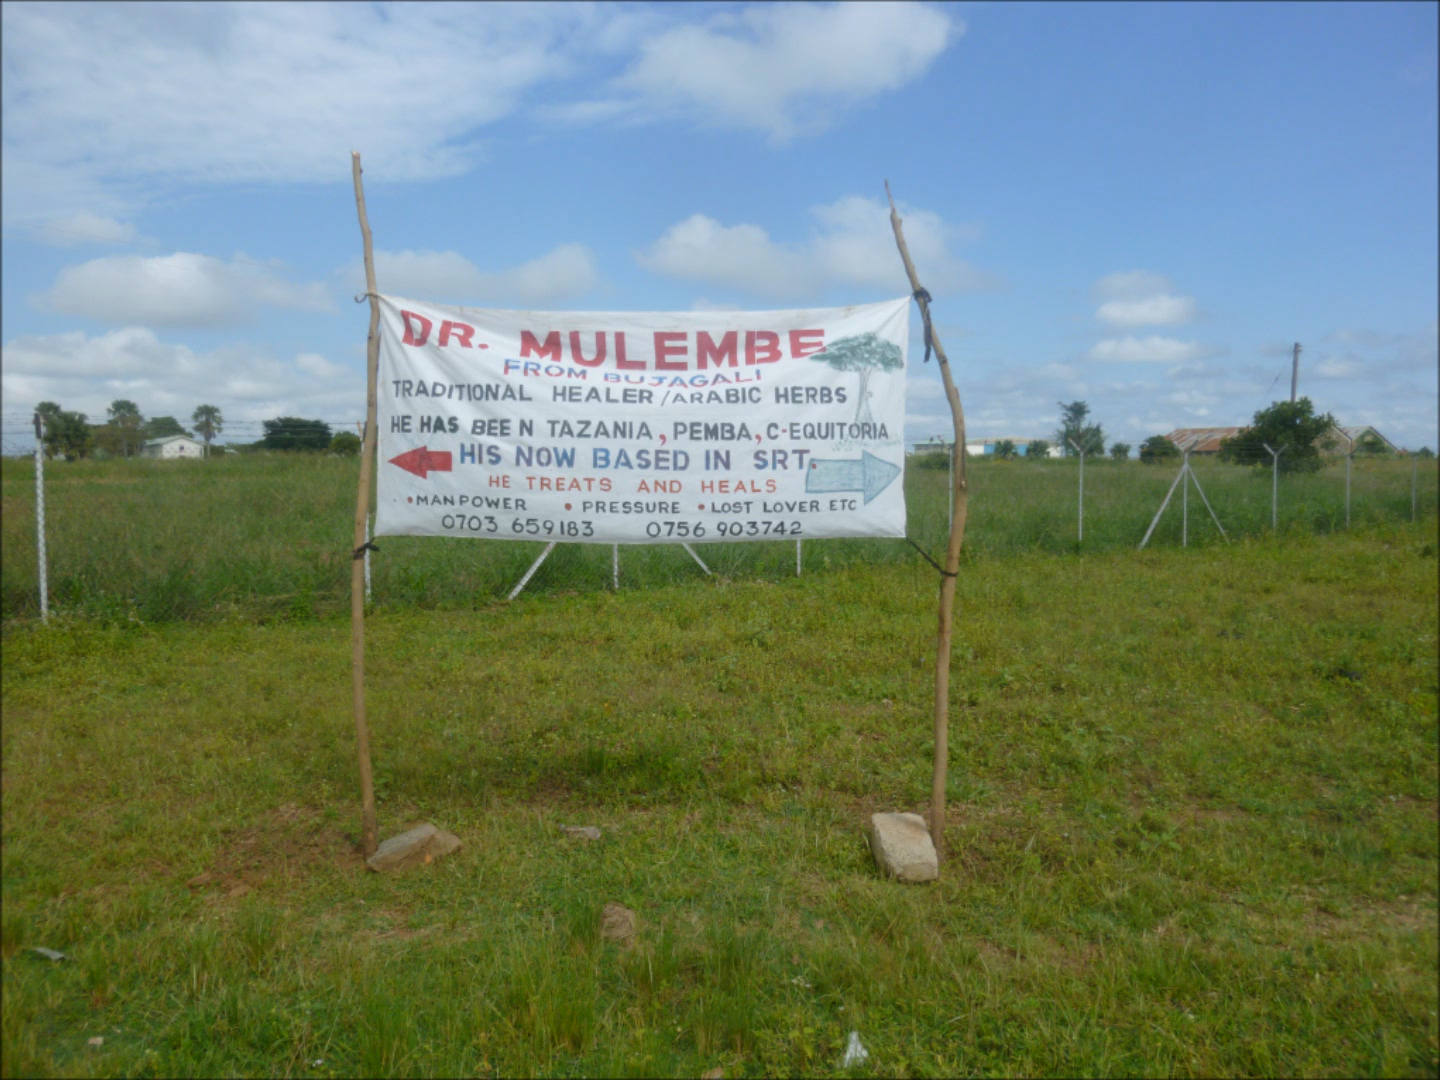 DR. MULEMBE
FROM BUJAGALI
TRADITIONAL HEALER/ARABIC HERBS
HE HAS BEEN TAZANIA, PEMBA, C-EQUITORIA
HIS NOW BASED IN SRT.
HE TREATS AND HEALS
•MANPOWER • PRESSURE •LOST LOVER ETC
0703 659183 0756 903742